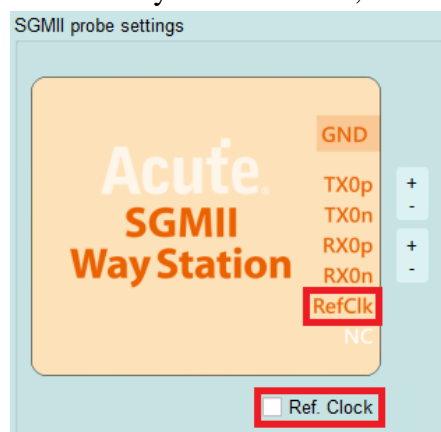 SGMII probe settings
Acute
SGMII
Way Station
GND
TX0p
TX0n
RX0p
RX0n
RefClk
NC
+
-
+
-
Ref. Clock